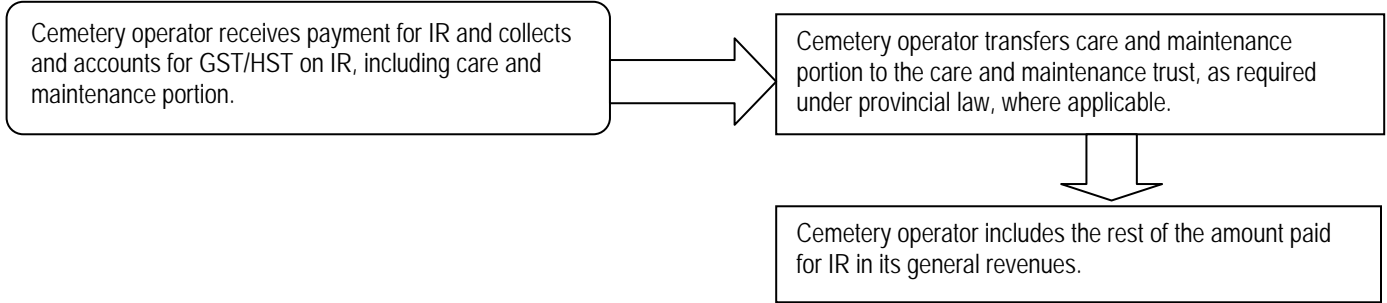 Cemetery operator receives payment for IR and collects
and accounts for GST/HST on IR, including care and
maintenance portion.
Cemetery operator transfers care and maintenance
portion to the care and maintenance trust, as required
under provincial law, where applicable.
Cemetery operator includes the rest of the amount paid
for IR in its general revenues.